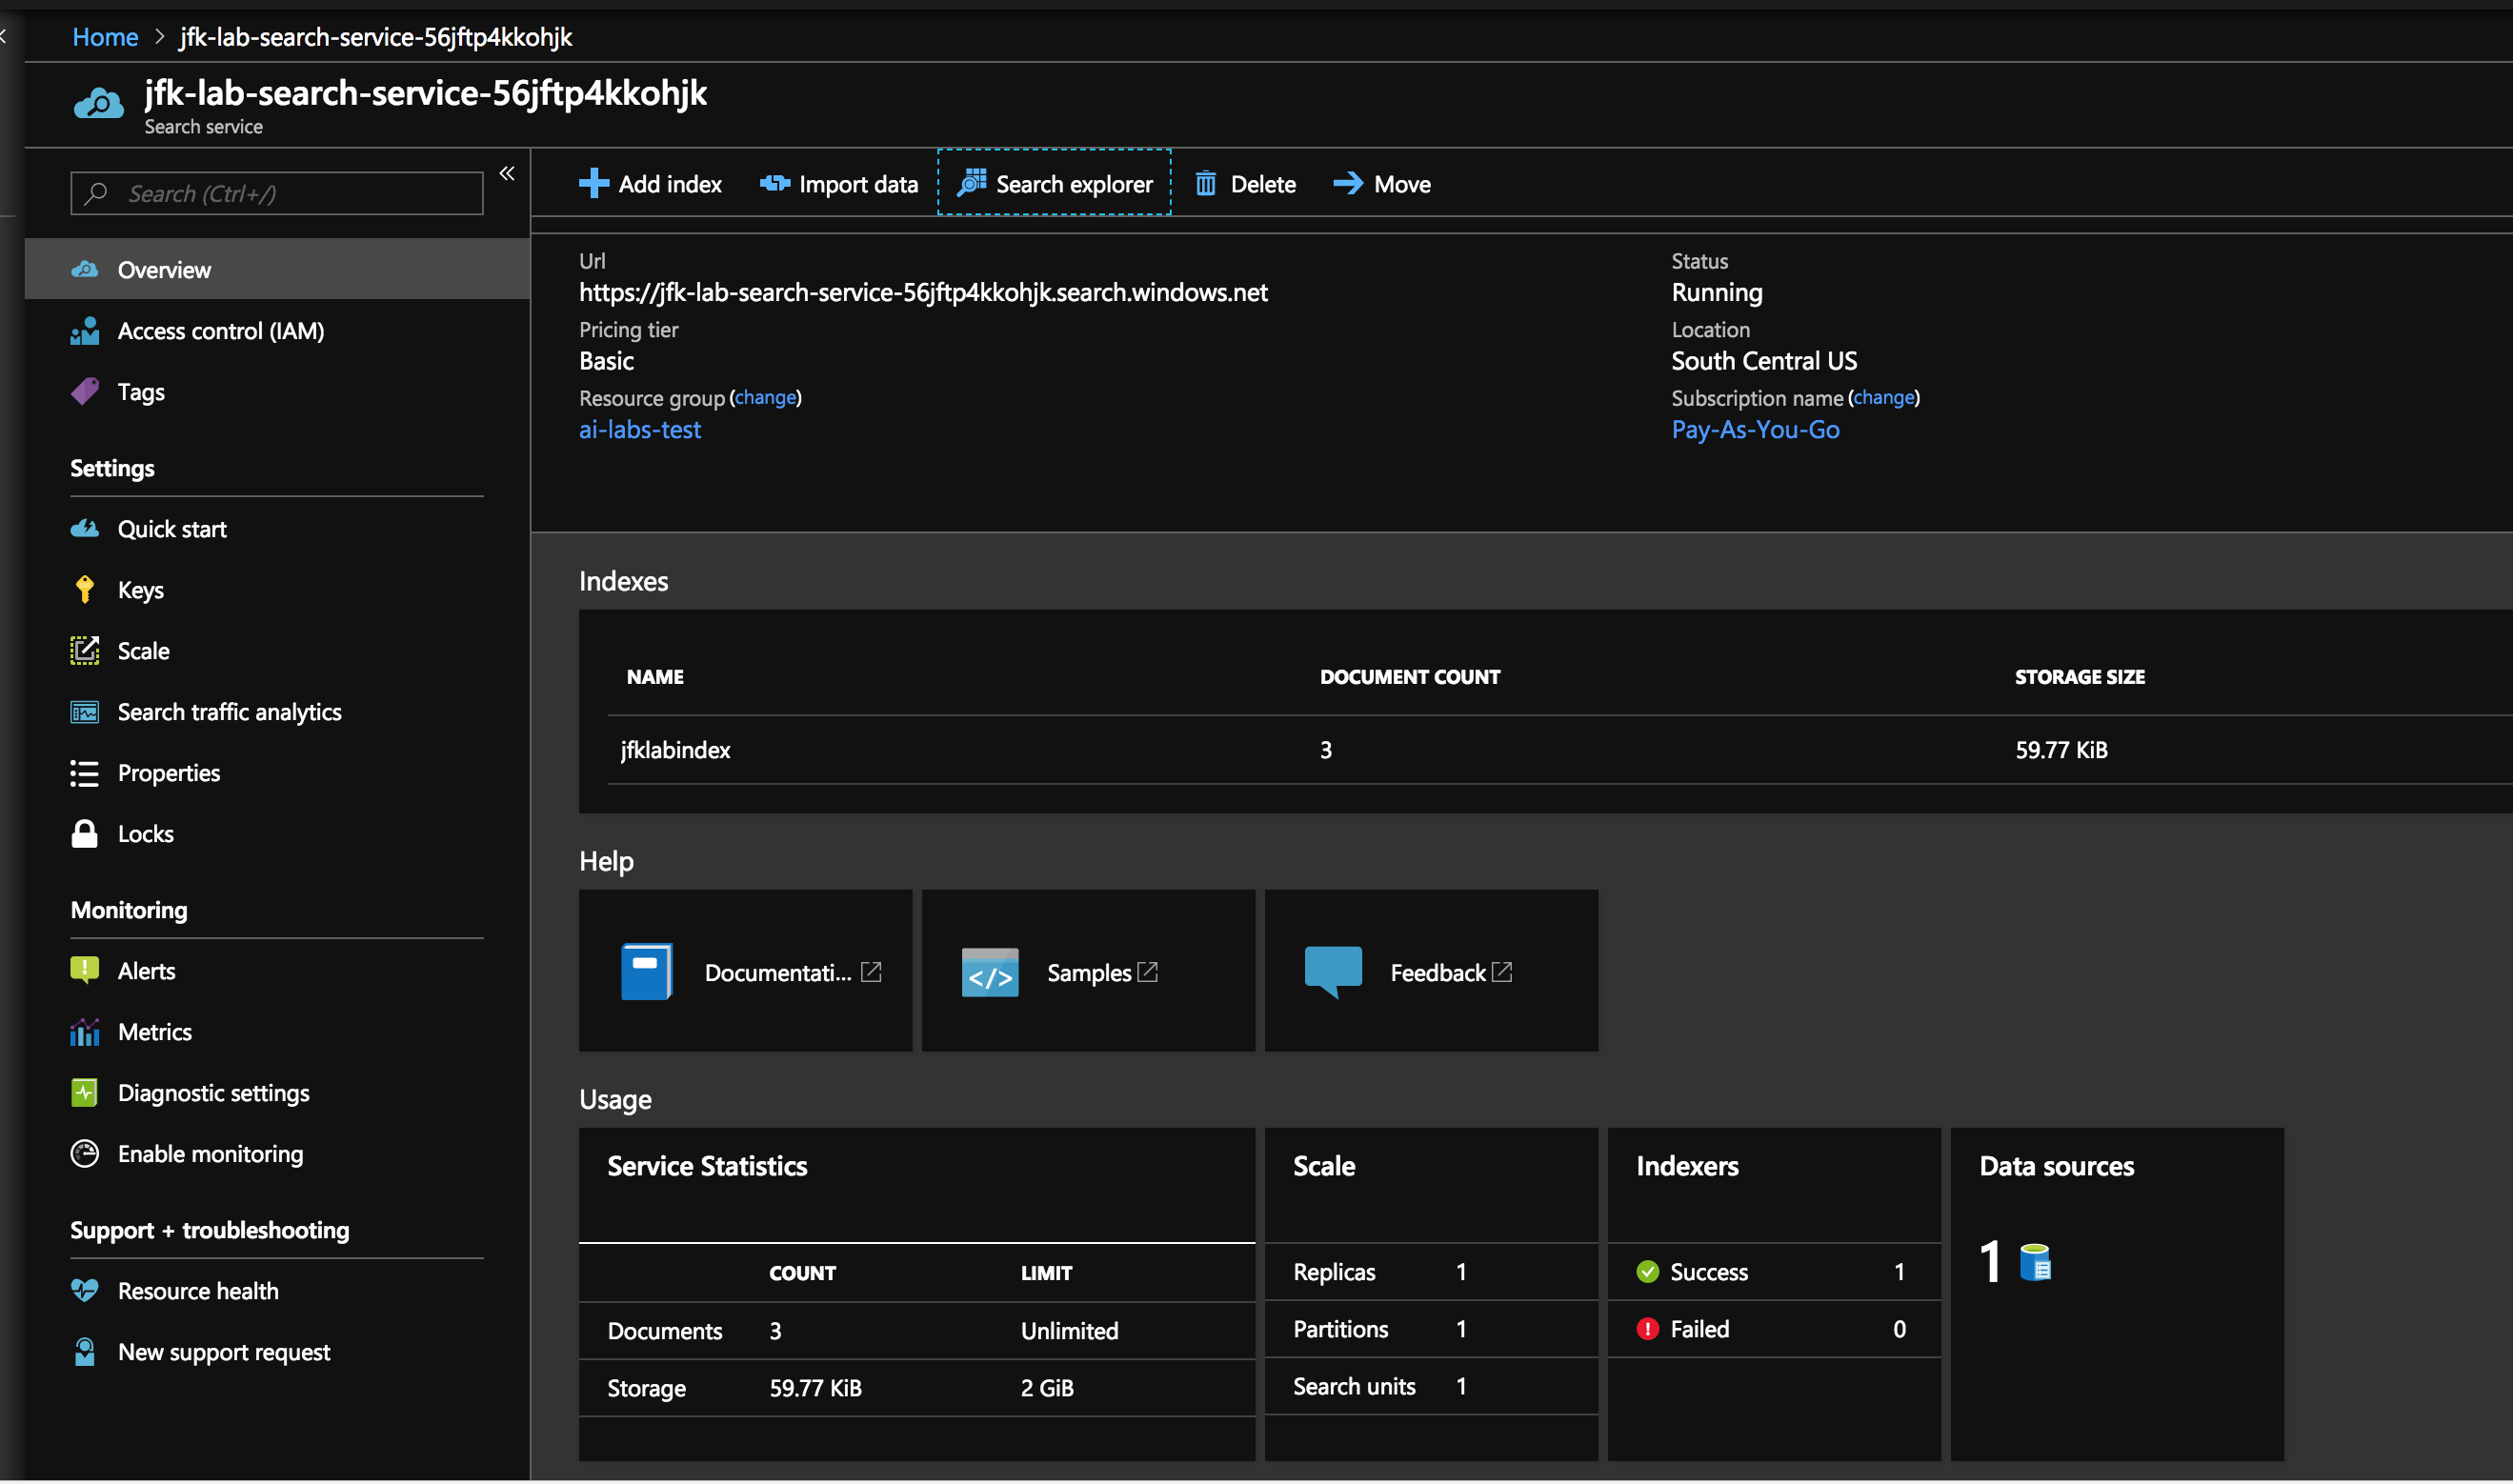 Home > jfk-lab-search-service-56jftp4kkohjk
jfk-lab-search-service-56jftp4kkohjk
Search service
Search (Ctrl+/)
«
Overview
Access control (IAM)
Tags
Settings
Quick start
Keys
Scale
Search traffic analytics
Properties
Locks
Monitoring
Alerts
Metrics
Diagnostic settings
Enable monitoring
Support + troubleshooting
Resource health
New support request
Add index Import data Search explorer Delete Move
Url
https://jfk-lab-search-service-56jftp4kkohjk.search.windows.net
Pricing tier
Basic
Resource group (change)
ai-labs-test
Status
Running
Location
South Central US
Subscription name (change)
Pay-As-You-Go
Indexes
NAME DOCUMENT COUNT STORAGE SIZE
jfklabindex 3 59.77 KiB
Help
Documentati... Samples Feedback
Usage
Service Statistics
COUNT LIMIT
Documents 3 Unlimited
Storage 59.77 KiB 2 GiB
Scale
Replicas 1
Partitions 1
Search units 1
Indexers
Success 1
Failed 0
Data sources
1